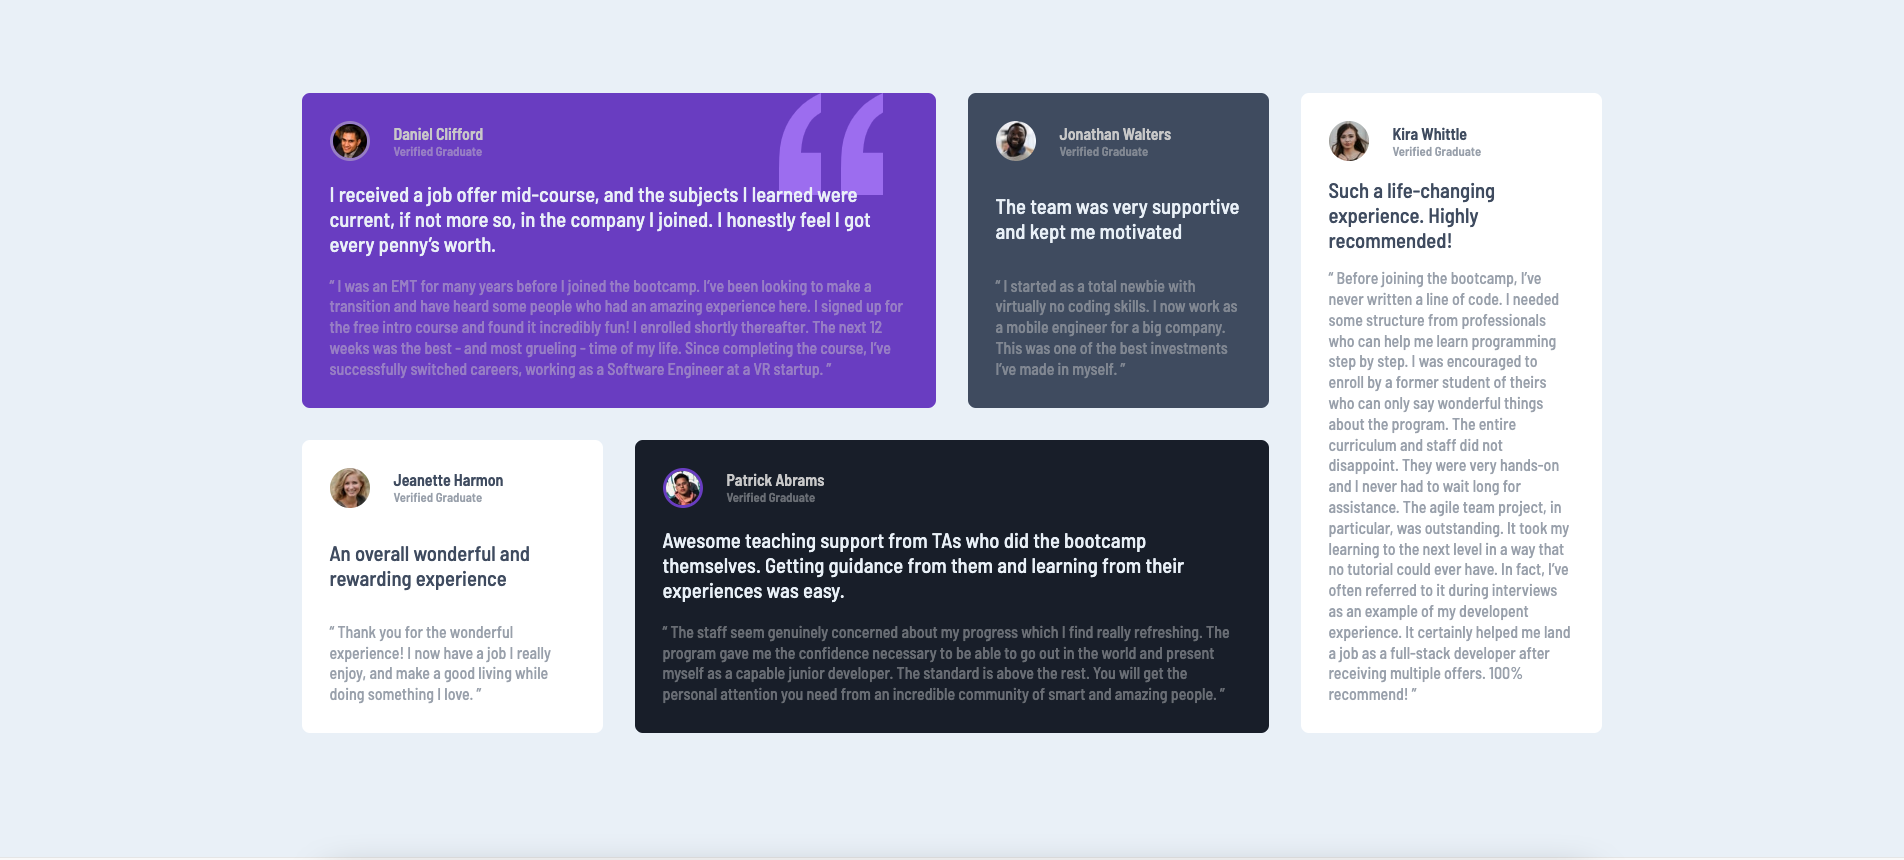 Daniel Clifford
Verified Graduate
I received a job offer mid-course, and the subjects I learned were
current, if not more so, in the company I joined. I honestly feel I got
every penny’s worth.
“ I was an EMT for many years before I joined the bootcamp. I’ve been looking to make a
transition and have heard some people who had an amazing experience here. I signed up for
the free intro course and found it incredibly fun! I enrolled shortly thereafter. The next 12
weeks was the best - and most grueling - time of my life. Since completing the course, I’ve
successfully switched careers, working as a Software Engineer at a VR startup. ”
Jonathan Walters
Verified Graduate
The team was very supportive
and kept me motivated
“ I started as a total newbie with
virtually no coding skills. I now work as
a mobile engineer for a big company.
This was one of the best investments
I’ve made in myself. ”
Kira Whittle
Verified Graduate
Such a life-changing
experience. Highly
recommended!
“ Before joining the bootcamp, I’ve
never written a line of code. I needed
some structure from professionals
who can help me learn programming
step by step. I was encouraged to
enroll by a former student of theirs
who can only say wonderful things
about the program. The entire
curriculum and staff did not
disappoint. They were very hands-on
and I never had to wait long for
assistance. The agile team project, in
particular, was outstanding. It took my
learning to the next level in a way that
no tutorial could ever have. In fact, I’ve
often referred to it during interviews
as an example of my developent
experience. It certainly helped me land
a job as a full-stack developer after
receiving multiple offers. 100%
recommend! ”
Jeanette Harmon
Verified Graduate
An overall wonderful and
rewarding experience
“ Thank you for the wonderful
experience! I now have a job I really
enjoy, and make a good living while
doing something I love. ”
Patrick Abrams
Verified Graduate
Awesome teaching support from TAs who did the bootcamp
themselves. Getting guidance from them and learning from their
experiences was easy.
“ The staff seem genuinely concerned about my progress which I find really refreshing. The
program gave me the confidence necessary to be able to go out in the world and present
myself as a capable junior developer. The standard is above the rest. You will get the
personal attention you need from an incredible community of smart and amazing people. ”